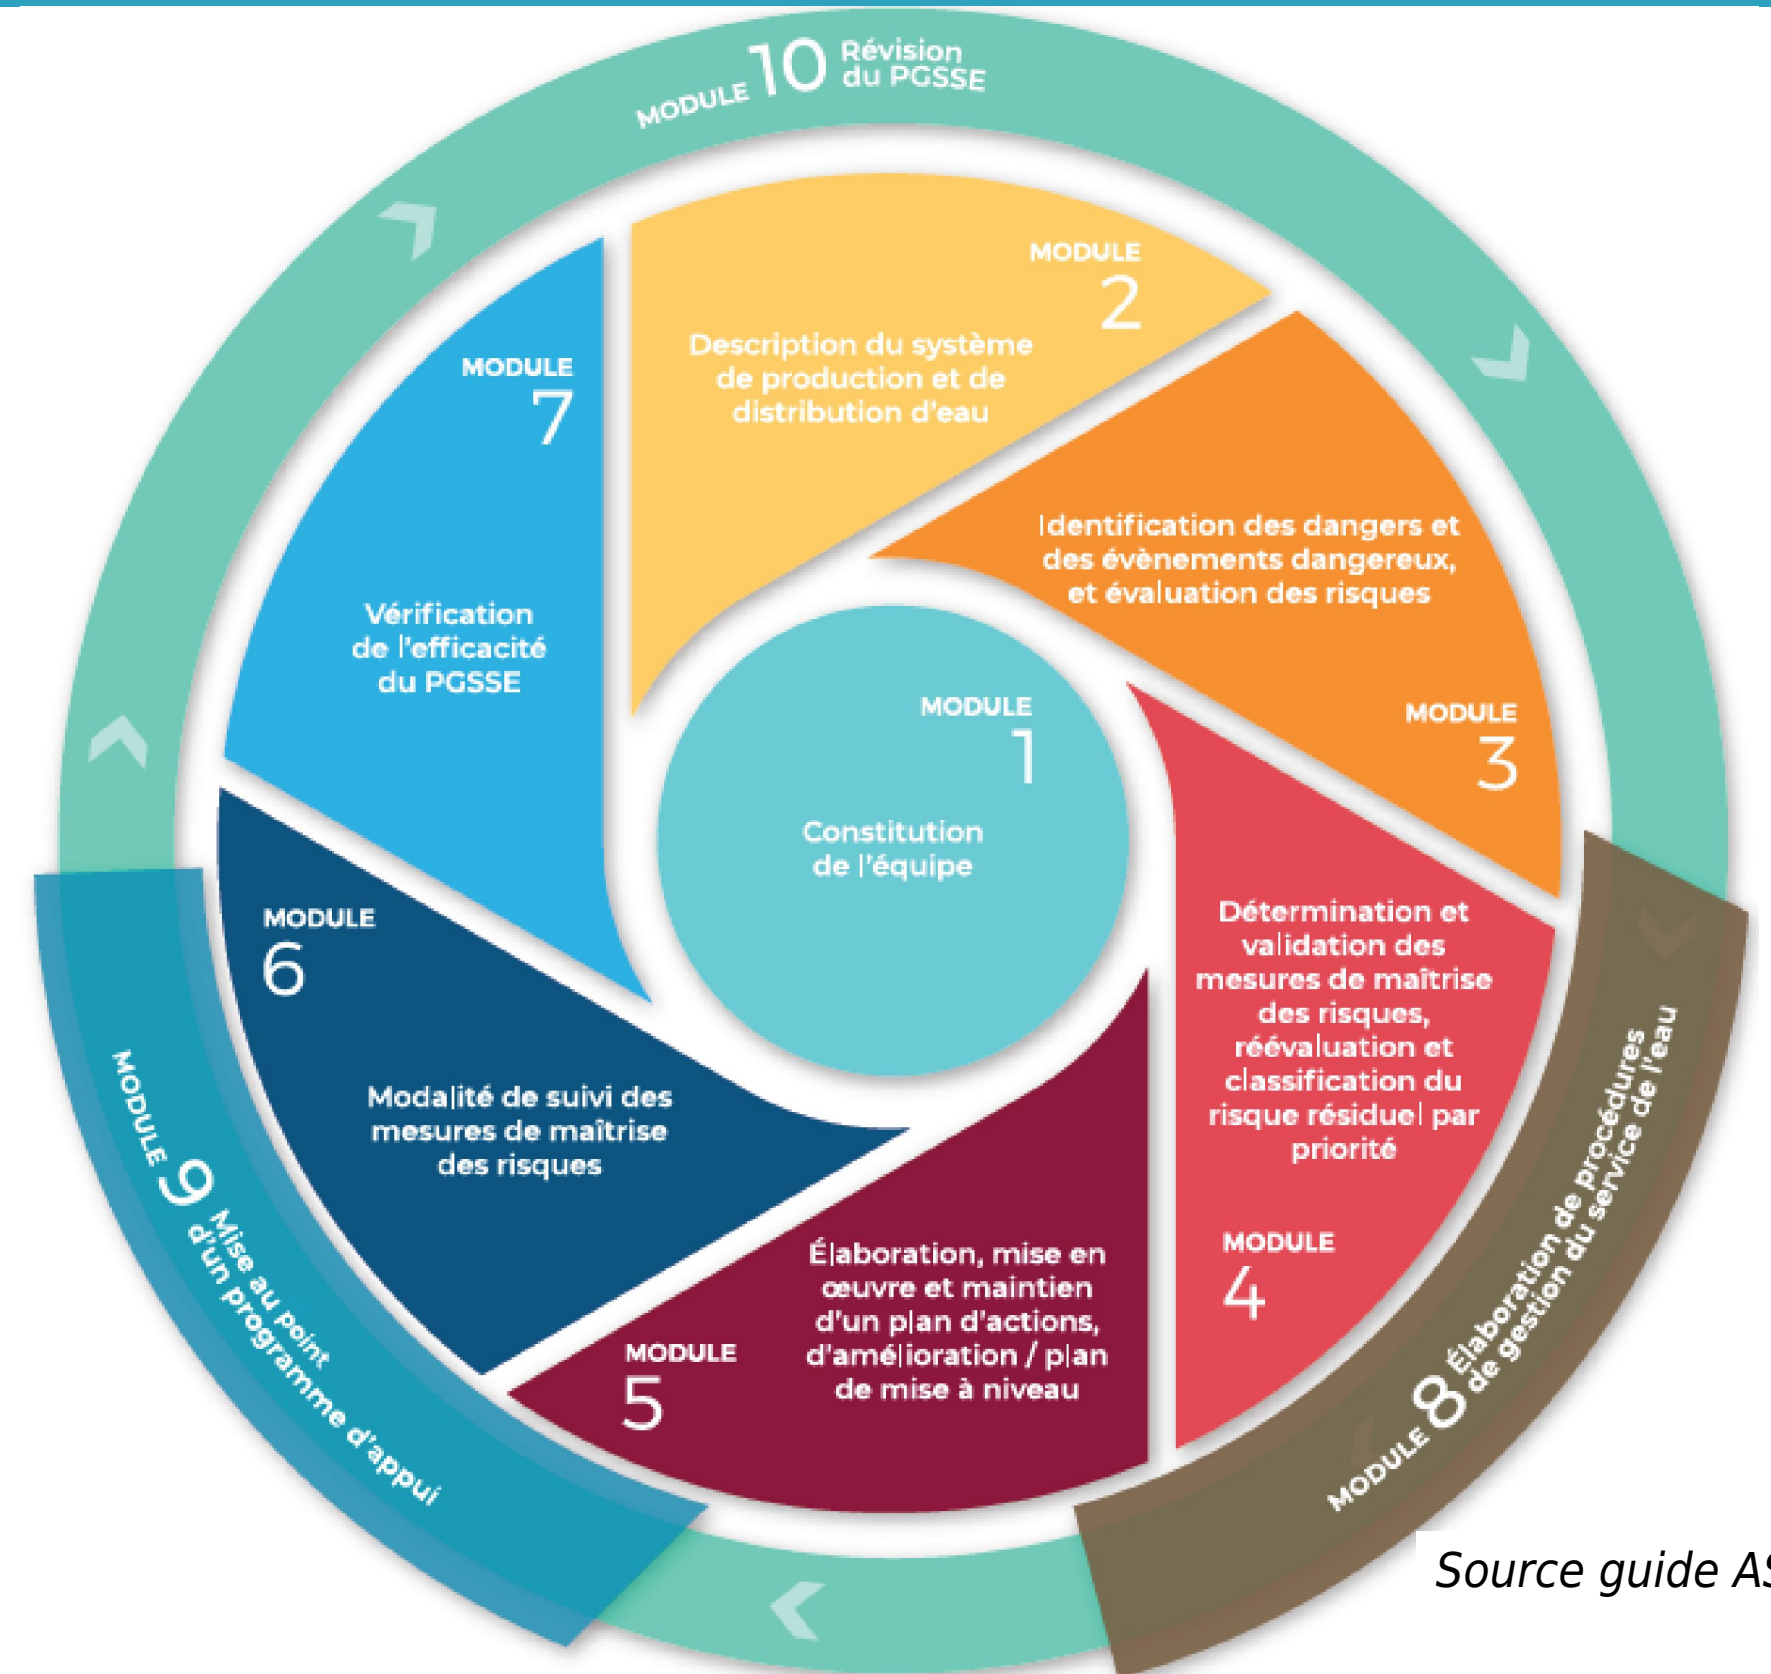 MODULE 10 Révision
du PGSSE
MODULE
2
Description du système
de production et de
distribution d'eau
MODULE
7
Vérification
de l'efficacité
du PGSSE
Identification des dangers et
des évènements dangereux,
et évaluation des risques
MODULE
3
MODULE
1
Constitution
de l'équipe
Détermination et
validation des
mesures de maîtrise
des risques,
réévaluation et
classification du
risque résiduel par
priorité
MODULE
4
MODULE
6
Modalité de suivi des
mesures de maîtrise
des risques
Élaboration, mise en
œuvre et maintien
d'un plan d'actions,
d'amélioration / plan
de mise à niveau
MODULE
5
MODULE 8 Élaboration de procédures
de gestion du service de l'eau
MODULE 9 Mise au point
d'un programme d'appui
Source guide